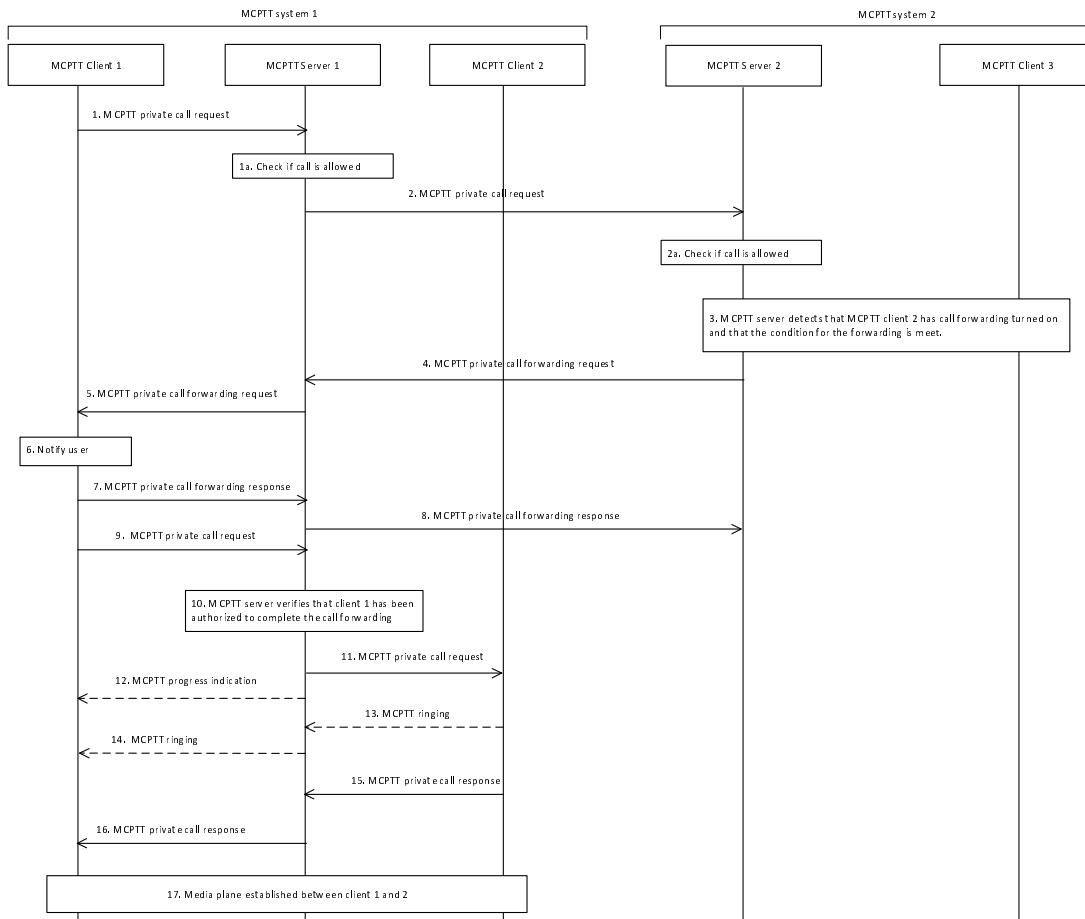 MCPTT system 1
MCPTT system 2
MCPTT Client 1
MCPTT Server 1
MCPTT Client 2
MCPTT Server 2
MCPTT Client 3
1. MCPTT private call request
1a. Check if call is allowed
2. MCPTT private call request
2a. Check if call is allowed
3. MCPTT server detects that MCPTT client 2 has call forwarding turned on
and that the condition for the forwarding is meet.
4. MCPTT private call forwarding request
5. MCPTT private call forwarding request
6. Notify user
7. MCPTT private call forwarding response
8. MCPTT private call forwarding response
9. MCPTT private call request
10. MCPTT server verifies that client 1 has been
authorized to complete the call forwarding
11. MCPTT private call request
12. MCPTT progress indication
13. MCPTT ringing
14. MCPTT ringing
15. MCPTT private call response
16. MCPTT private call response
17. Media plane established between client 1 and 2